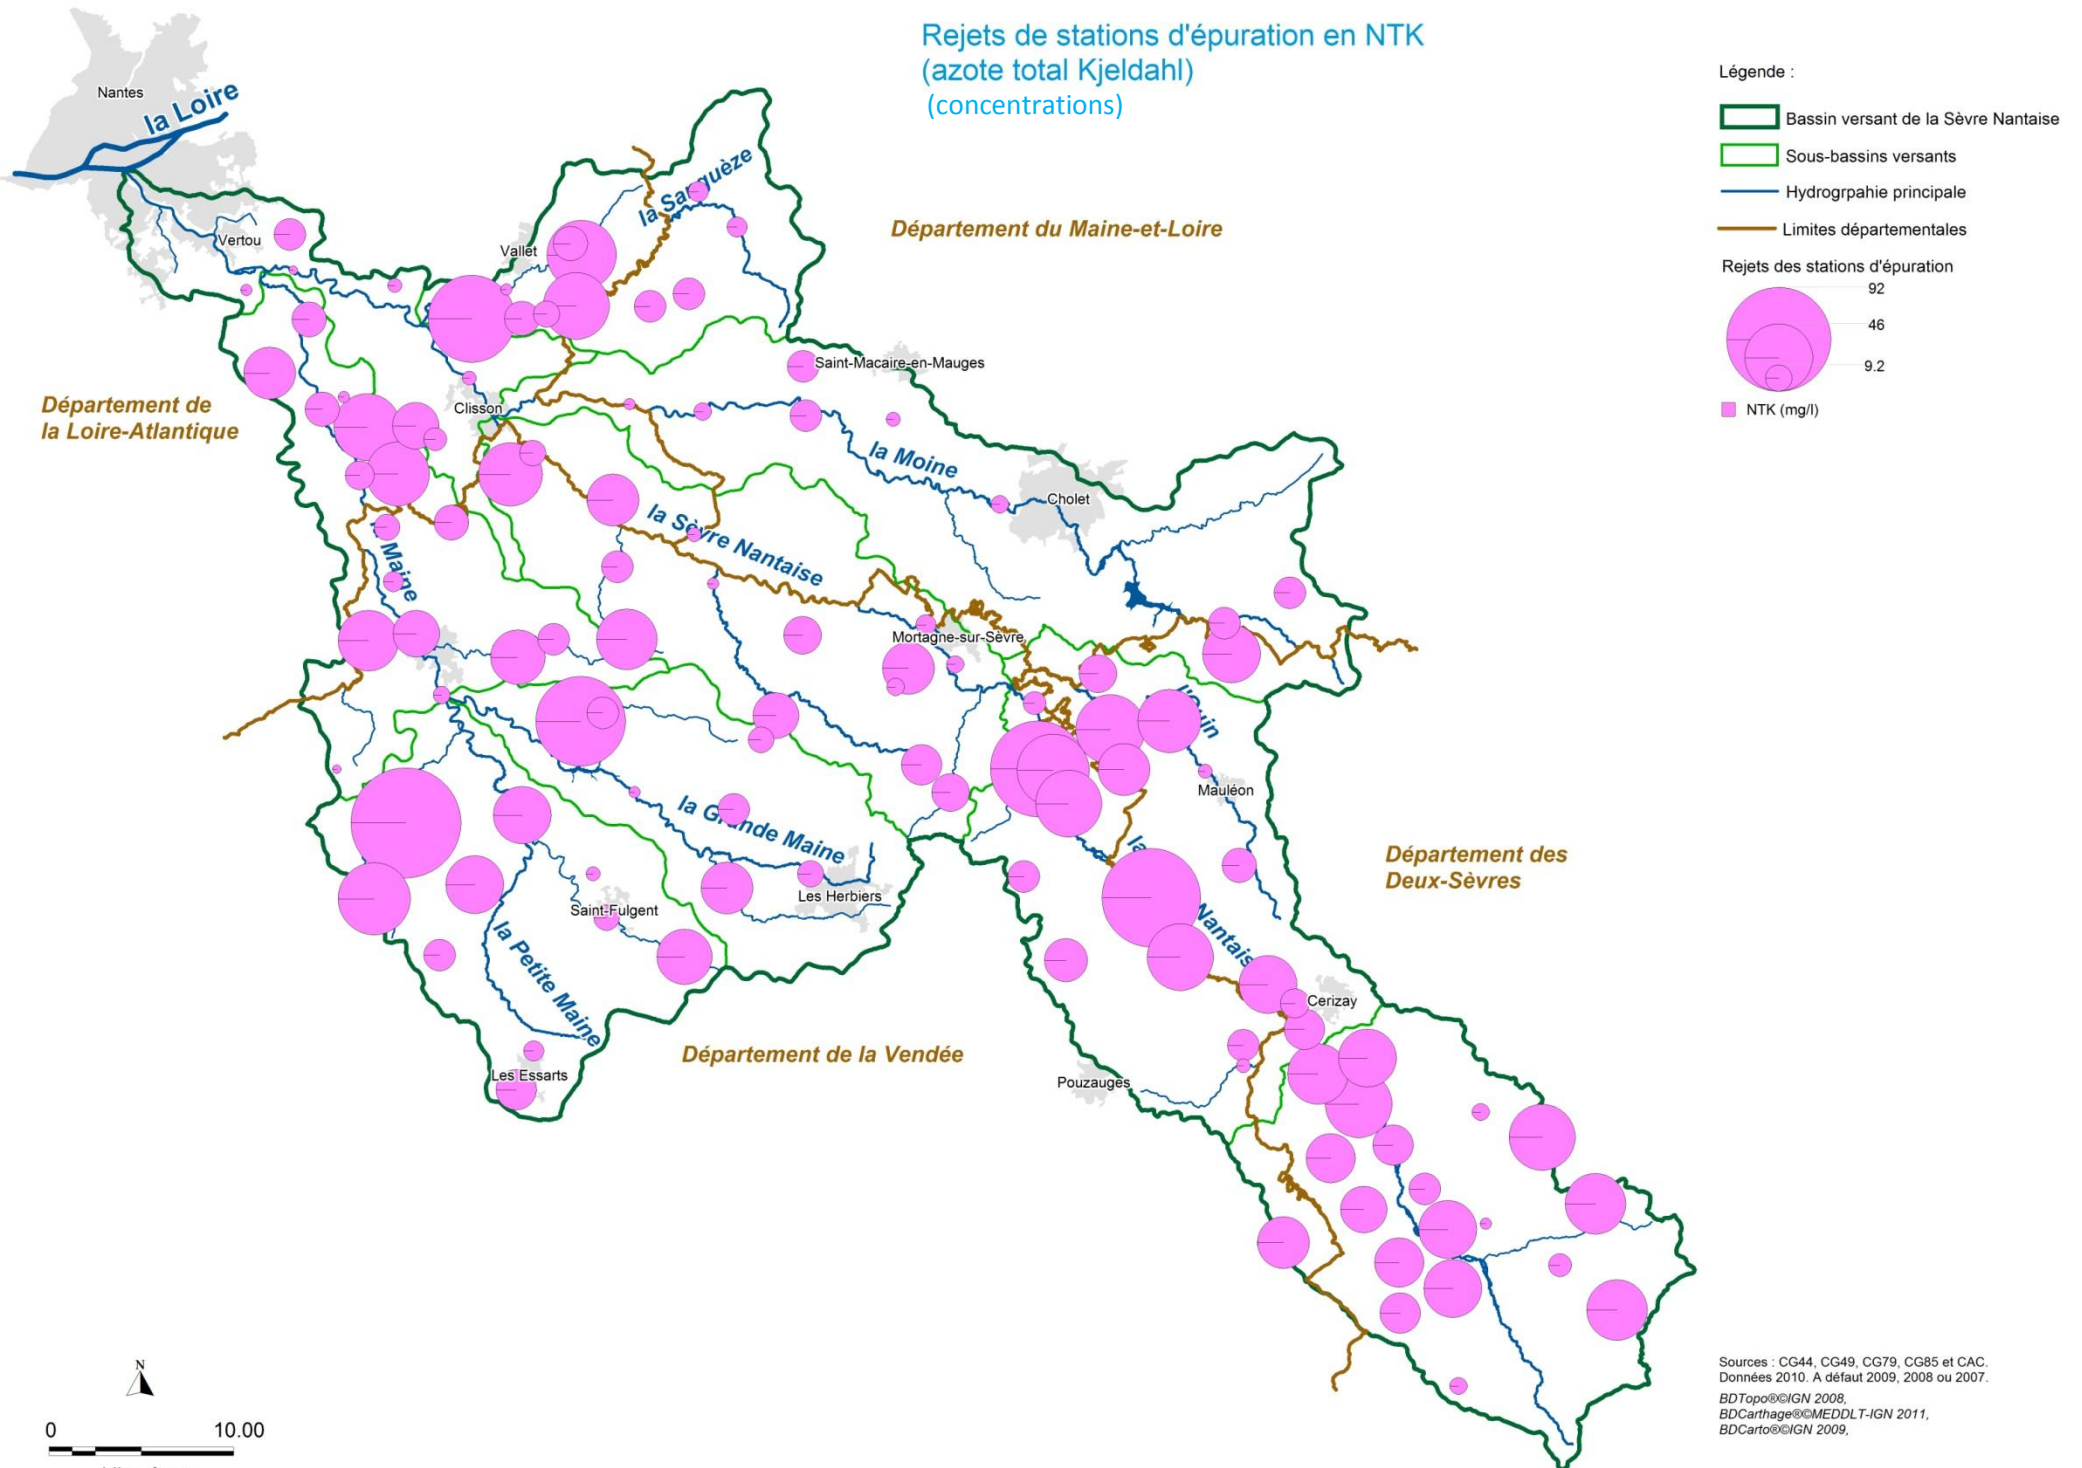 Rejets de stations d'épuration en NTK
(azote total Kjeldahl)
(concentrations)
Légende :
Bassin versant de la Sèvre Nantaise
Sous-bassins versants
Hydrogrpahie principale
Limites départementales
Rejets des stations d'épuration
92
46
9.2
NTK (mg/l)
Nantes
la Loire
Vertou
Vallet
la Sanguèze
Département du Maine-et-Loire
Saint-Macaire-en-Mauges
Département de
la Loire-Atlantique
Clisson
la Moine
Cholet
la Sèvre Nantaise
la Maine
Mortagne-sur-Sèvre
l'Ouin
Mauléon
la Grande Maine
Les Herbiers
Saint-Fulgent
la Petite Maine
Les Essarts
la
Nantaise
Département des
Deux-Sèvres
Cerizay
Département de la Vendée
Pouzauges
N
0 10.00
Sources : CG44, CG49, CG79, CG85 et CAC.
Données 2010. A défaut 2009, 2008 ou 2007.
BDTopo®©IGN 2008,
BDCarthage®©MEDDLT-IGN 2011,
BDCarto®©IGN 2009,